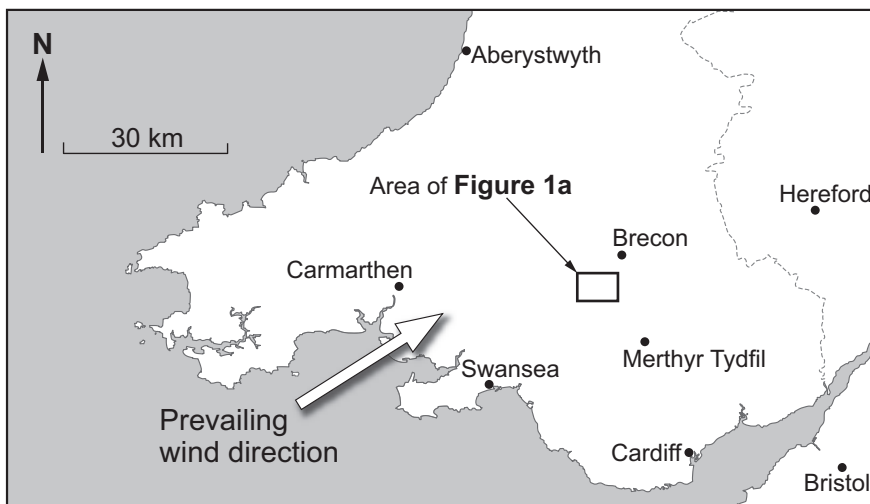 N
Aberystwyth
30 km
Area of Figure 1a
Hereford
Brecon
Carmarthen
Merthyr Tydfil
Swansea
Prevailing
wind direction
Cardiff
Bristol